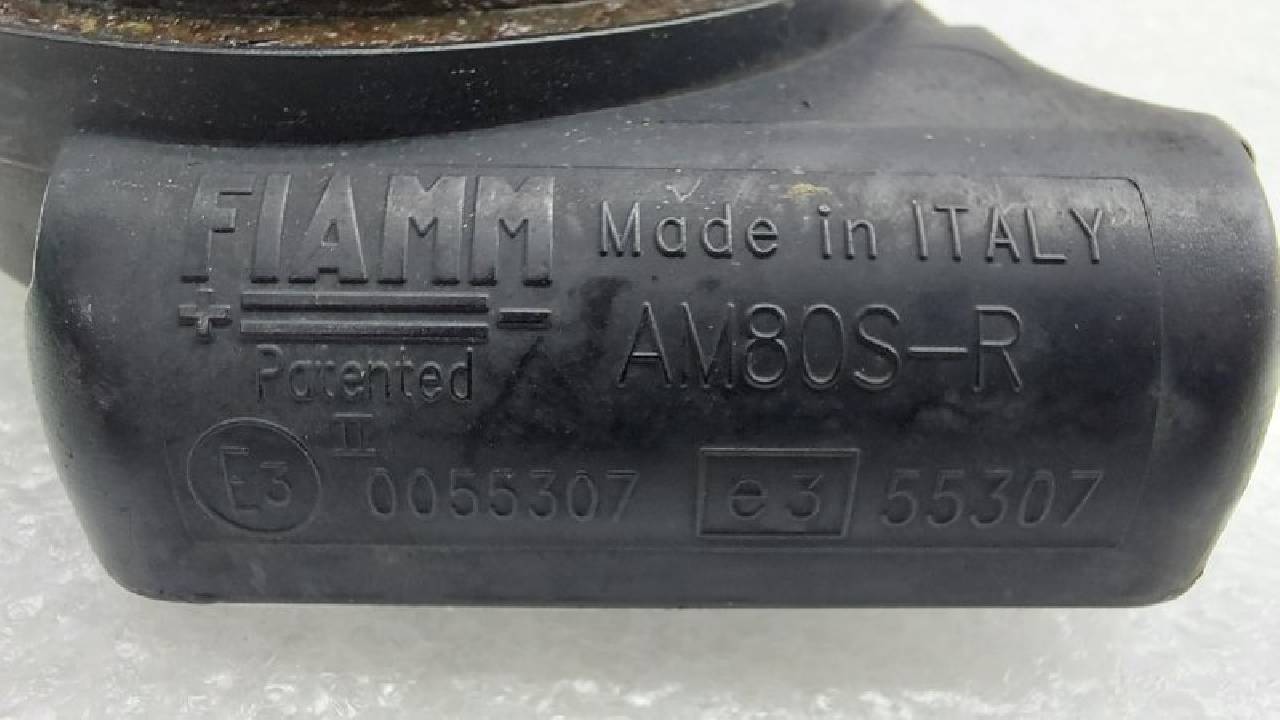 FIAMM Made in ITALY
+ - AM80S-R
Patented
II
E3 0055307 e3 55307